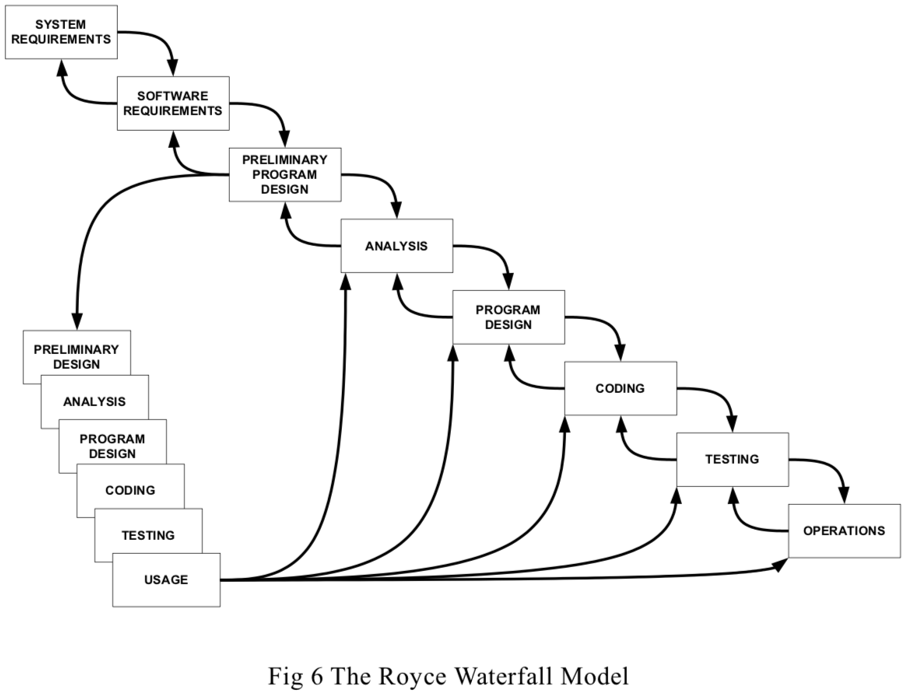 SYSTEM
REQUIREMENTS
SOFTWARE
REQUIREMENTS
PRELIMINARY
PROGRAM
DESIGN
ANALYSIS
PROGRAM
DESIGN
CODING
TESTING
OPERATIONS
PRELIMINARY
DESIGN
ANALYSIS
PROGRAM
DESIGN
CODING
TESTING
USAGE
Fig 6 The Royce Waterfall Model